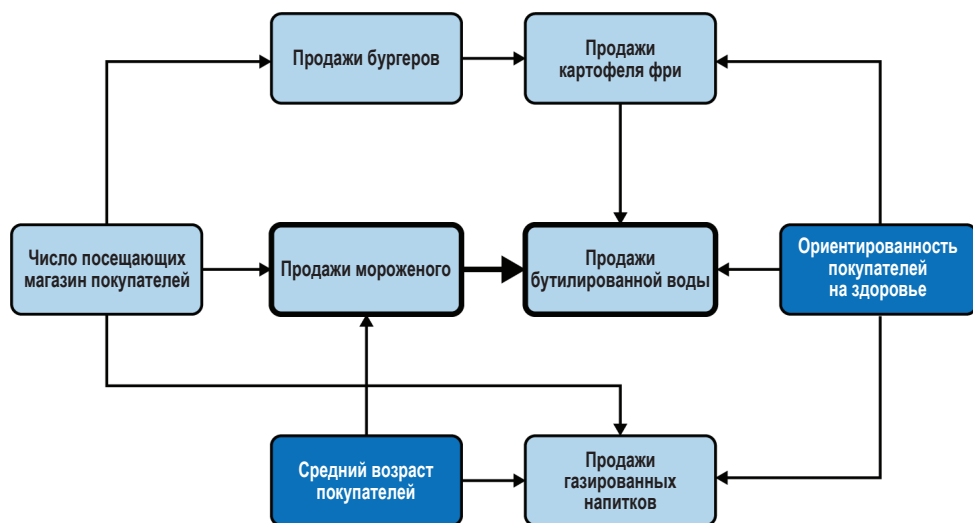 Продажи бургеров
Продажи
картофеля фри
Число посещающих
магазин покупателей
Продажи мороженого
Продажи
бутилированной воды
Ориентированность
покупателей
на здоровье
Средний возраст
покупателей
Продажи
газированных
напитков